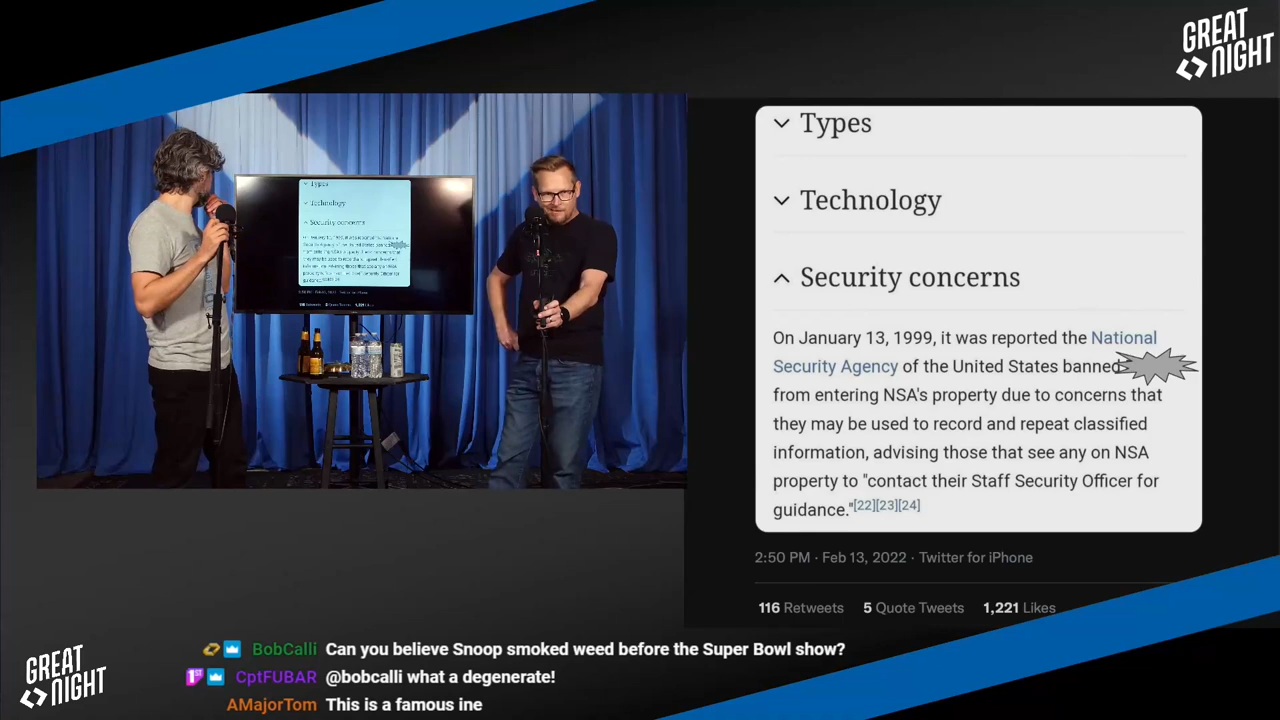 GREAT
NIGHT
Types
Technology
Security concerns
On January 13, 1999, it was reported the National
Security Agency of the United States banned
from entering NSA's property due to concerns that
they may be used to record and repeat classified
information, advising those that see any on NSA
property to "contact their Staff Security Officer for
guidance."[22][23][24]
2:50 PM · Feb 13, 2022 · Twitter for iPhone
116 Retweets 5 Quote Tweets 1,221 Likes
Types
Technology
Security concerns
GREAT
NIGHT
BobCalli Can you believe Snoop smoked weed before the Super Bowl show?
CptFUBAR @bobcalli what a degenerate!
AMajorTom This is a famous ine